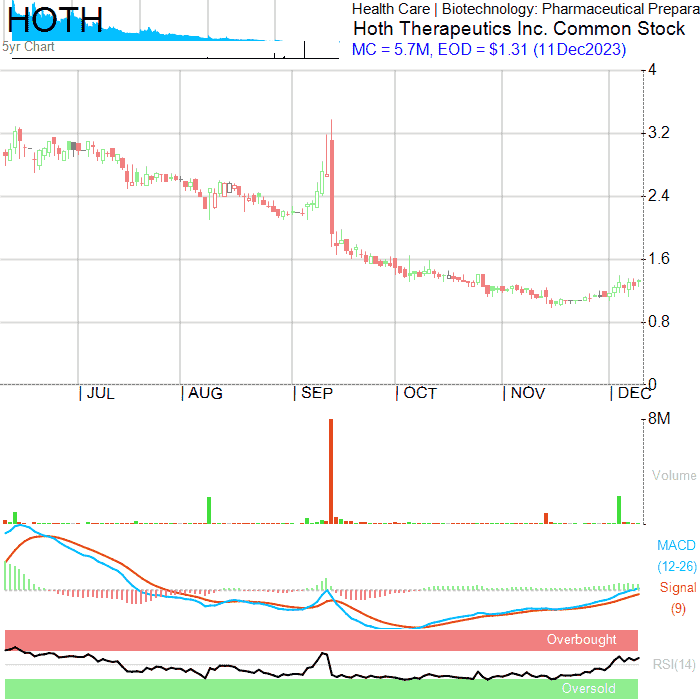 HOTH
5yr Chart
Health Care | Biotechnology: Pharmaceutical Prepara
Hoth Therapeutics Inc. Common Stock
MC = 5.7M, EOD = $1.31 (11Dec2023)
4
3.2
2.4
1.6
0.8
0
| JUL | AUG | SEP | OCT | NOV | DEC
8M
Volume
MACD
(12-26)
Signal
(9)
Overbought
RSI(14)
Oversold